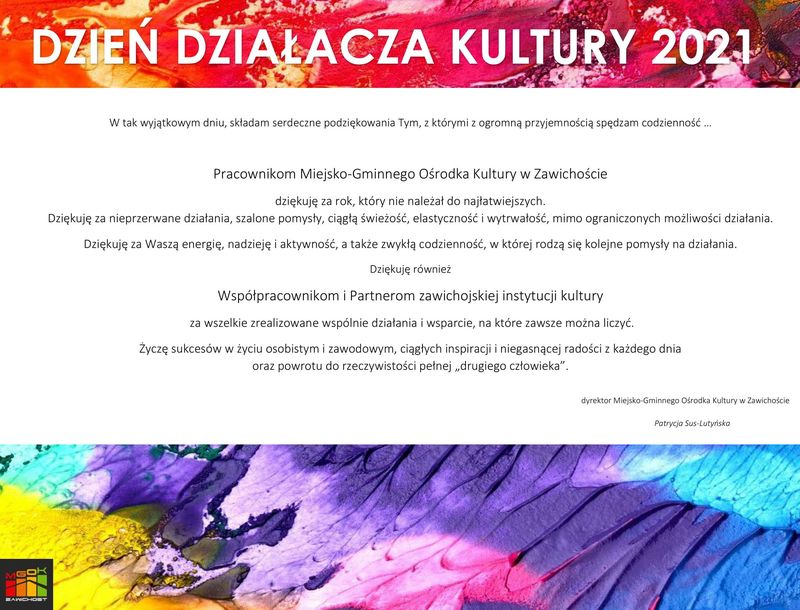 DZIEŃ DZIAŁACZA KULTURY 2021
W tak wyjątkowym dniu, składam serdeczne podziękowania Tym, z którymi z ogromną przyjemnością spędzam codzienność ...
Pracownikom Miejsko-Gminnego Ośrodka Kultury w Zawichoście
dziękuję za rok, który nie należał do najłatwiejszych.
Dziękuję za nieprzerwane działania, szalone pomysły, ciągłą świeżość, elastyczność i wytrwałość, mimo ograniczonych możliwości działania.
Dziękuję za Waszą energię, nadzieję i aktywność, a także zwykłą codzienność, w której rodzą się kolejne pomysły na działania.
Dziękuję również
Współpracownikom i Partnerom zawichojskiej instytucji kultury
za wszelkie zrealizowane wspólnie działania i wsparcie, na które zawsze można liczyć.
Życzę sukcesów w życiu osobistym i zawodowym, ciągłych inspiracji i niegasnącej radości z każdego dnia
oraz powrotu do rzeczywistości pełnej „drugiego człowieka”.
dyrektor Miejsko-Gminnego Ośrodka Kultury w Zawichoście
Patrycja Sus-Lutyńska
MGOK
ZAWICHOST